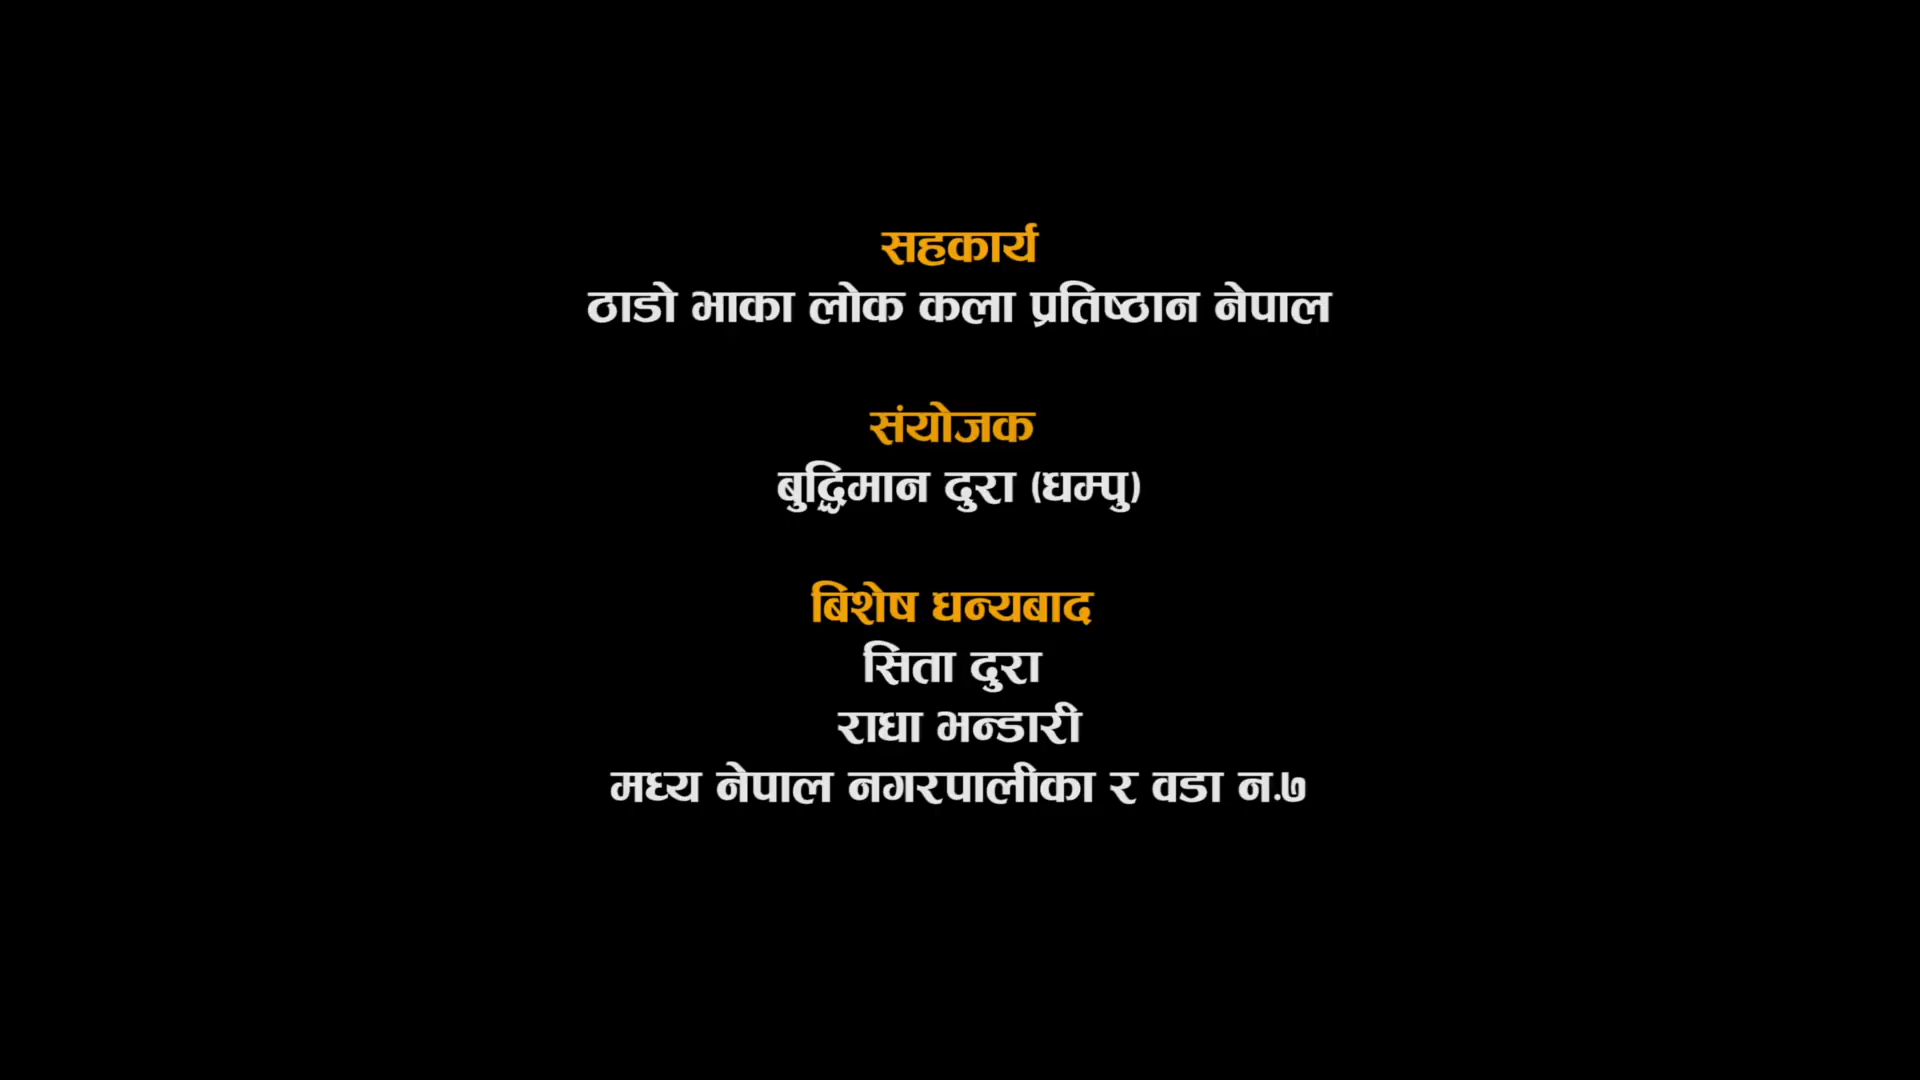 सहकार्य
ठाडो भाका लोक कला प्रतिष्ठान नेपाल
संयोजक
बुद्धिमान दुरा (धम्पु)
बिशेष धन्यबाद
सिता दुरा
राधा भन्डारी
मध्य नेपाल नगरपालीका र वडा न.७